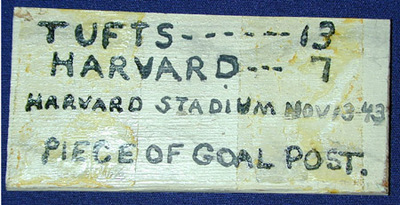 TUFTS------13
HARVARD---7
HARVARD STADIUM NOV 13-43
PIECE OF GOAL POST.